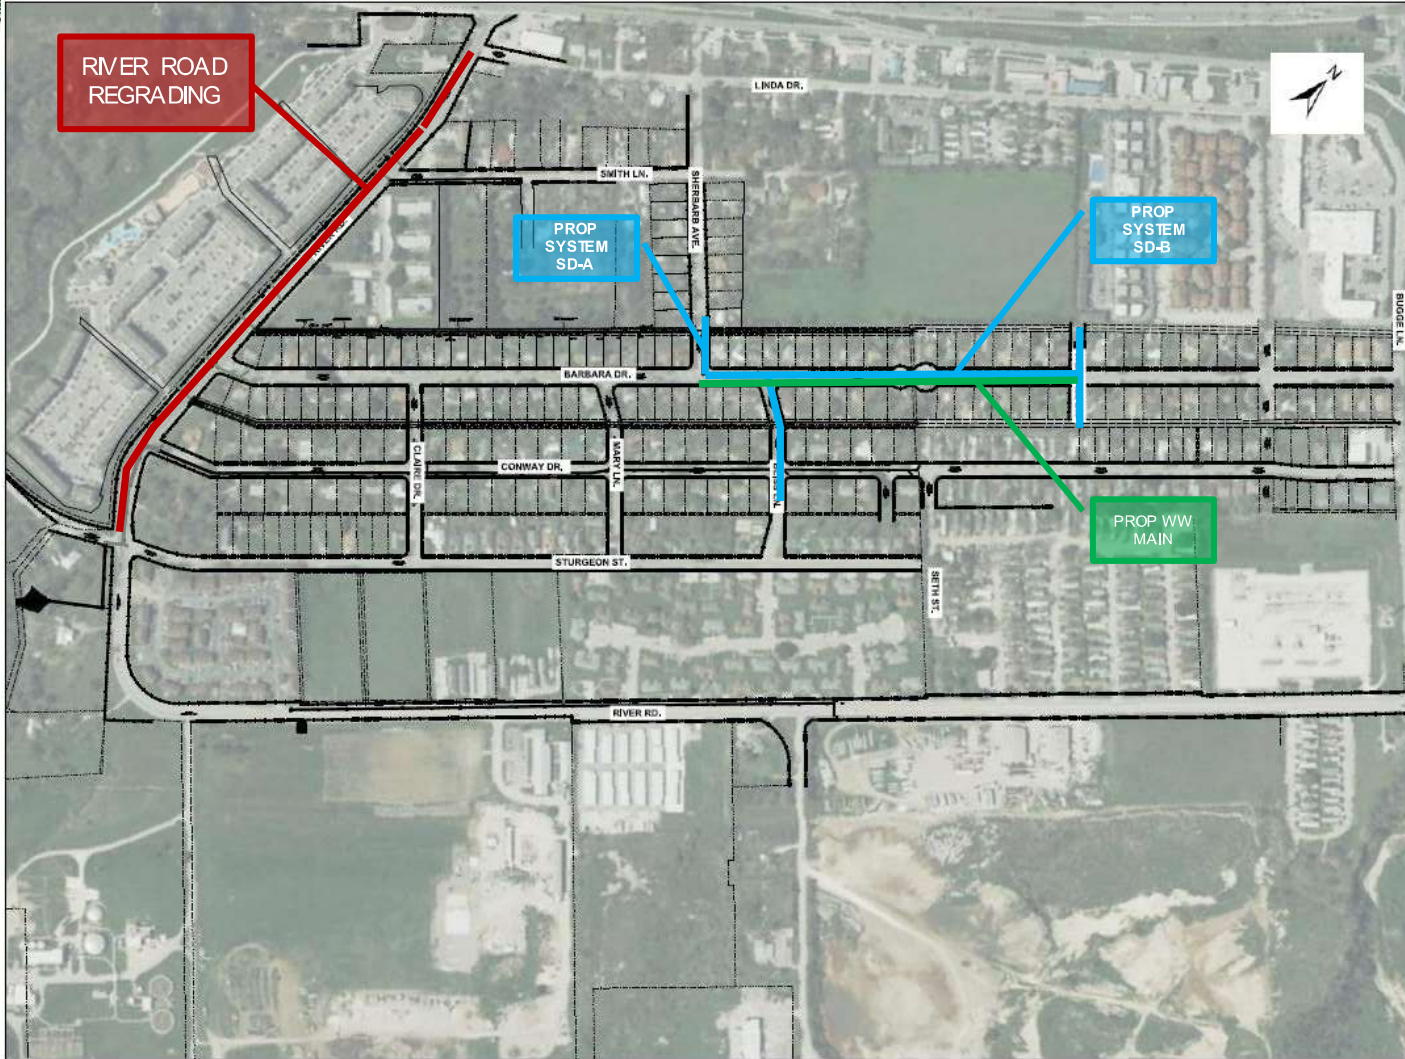 RIVER ROAD
REGRADING
LINDA DR.
N
SMITH LN.
SHERBARB AVE.
PROP
SYSTEM
SD-A
PROP
SYSTEM
SD-B
BUGGE LN.
BARBARA DR.
CLAIRE DR.
MARY LN.
CONWAY DR.
PROP WW
MAIN
STURGEON ST.
SETH ST.
RIVER RD.